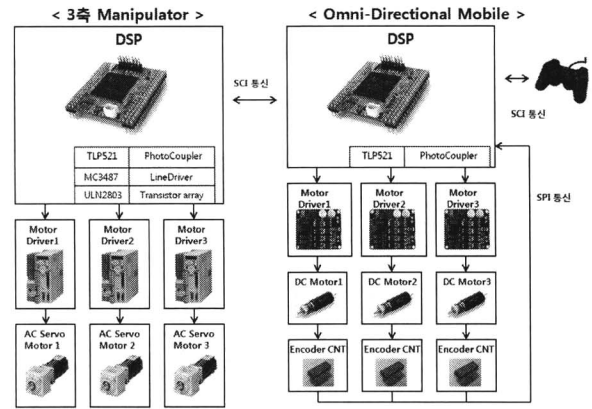 < 3축 Manipulator >
DSP
TLP521 PhotoCoupler
MC3487 LineDriver
ULN2803 Transistor array
Motor Driver1
Motor Driver2
Motor Driver3
AC Servo Motor 1
AC Servo Motor 2
AC Servo Motor 3
SCI 통신
< Omni-Directional Mobile >
DSP
TLP521 PhotoCoupler
Motor Driver1
Motor Driver2
Motor Driver3
DC Motor1
DC Motor2
DC Motor3
Encoder CNT
Encoder CNT
Encoder CNT
SCI 통신
SPI 통신